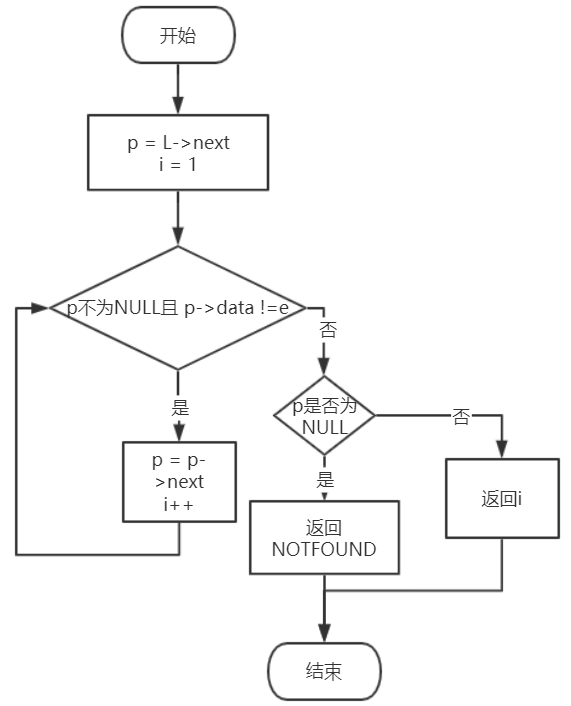 开始
p = L->next
i = 1
p不为NULL且 p->data !=e
否
是
p是否为
NULL
否
p = p-
>next
i++
是
返回i
返回
NOTFOUND
结束